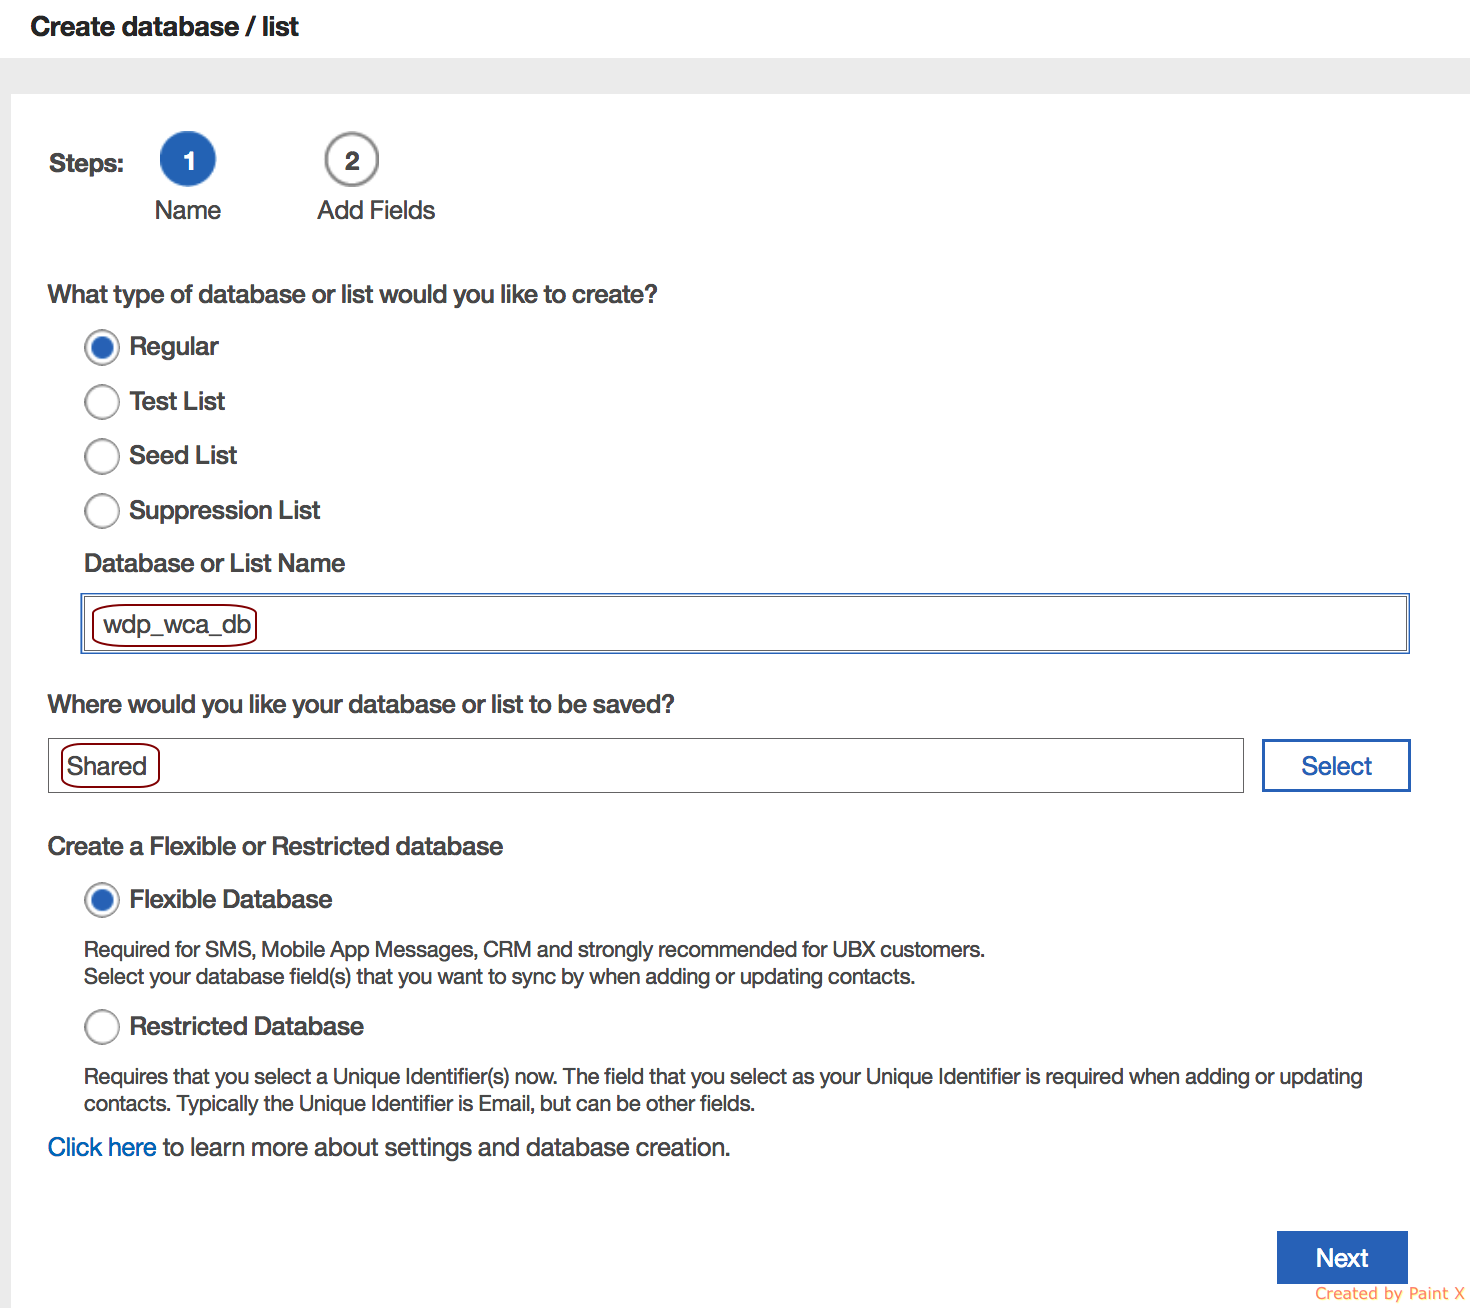 Create database / list
Steps:
1
2
Name
Add Fields
What type of database or list would you like to create?
Regular
Test List
Seed List
Suppression List
Database or List Name
wdp_wca_db
Where would you like your database or list to be saved?
Shared
Select
Create a Flexible or Restricted database
Flexible Database
Required for SMS, Mobile App Messages, CRM and strongly recommended for UBX customers.
Select your database field(s) that you want to sync by when adding or updating contacts.
Restricted Database
Requires that you select a Unique Identifier(s) now. The field that you select as your Unique Identifier is required when adding or updating
contacts. Typically the Unique Identifier is Email, but can be other fields.
Click here to learn more about settings and database creation.
Next
Created by Paint X